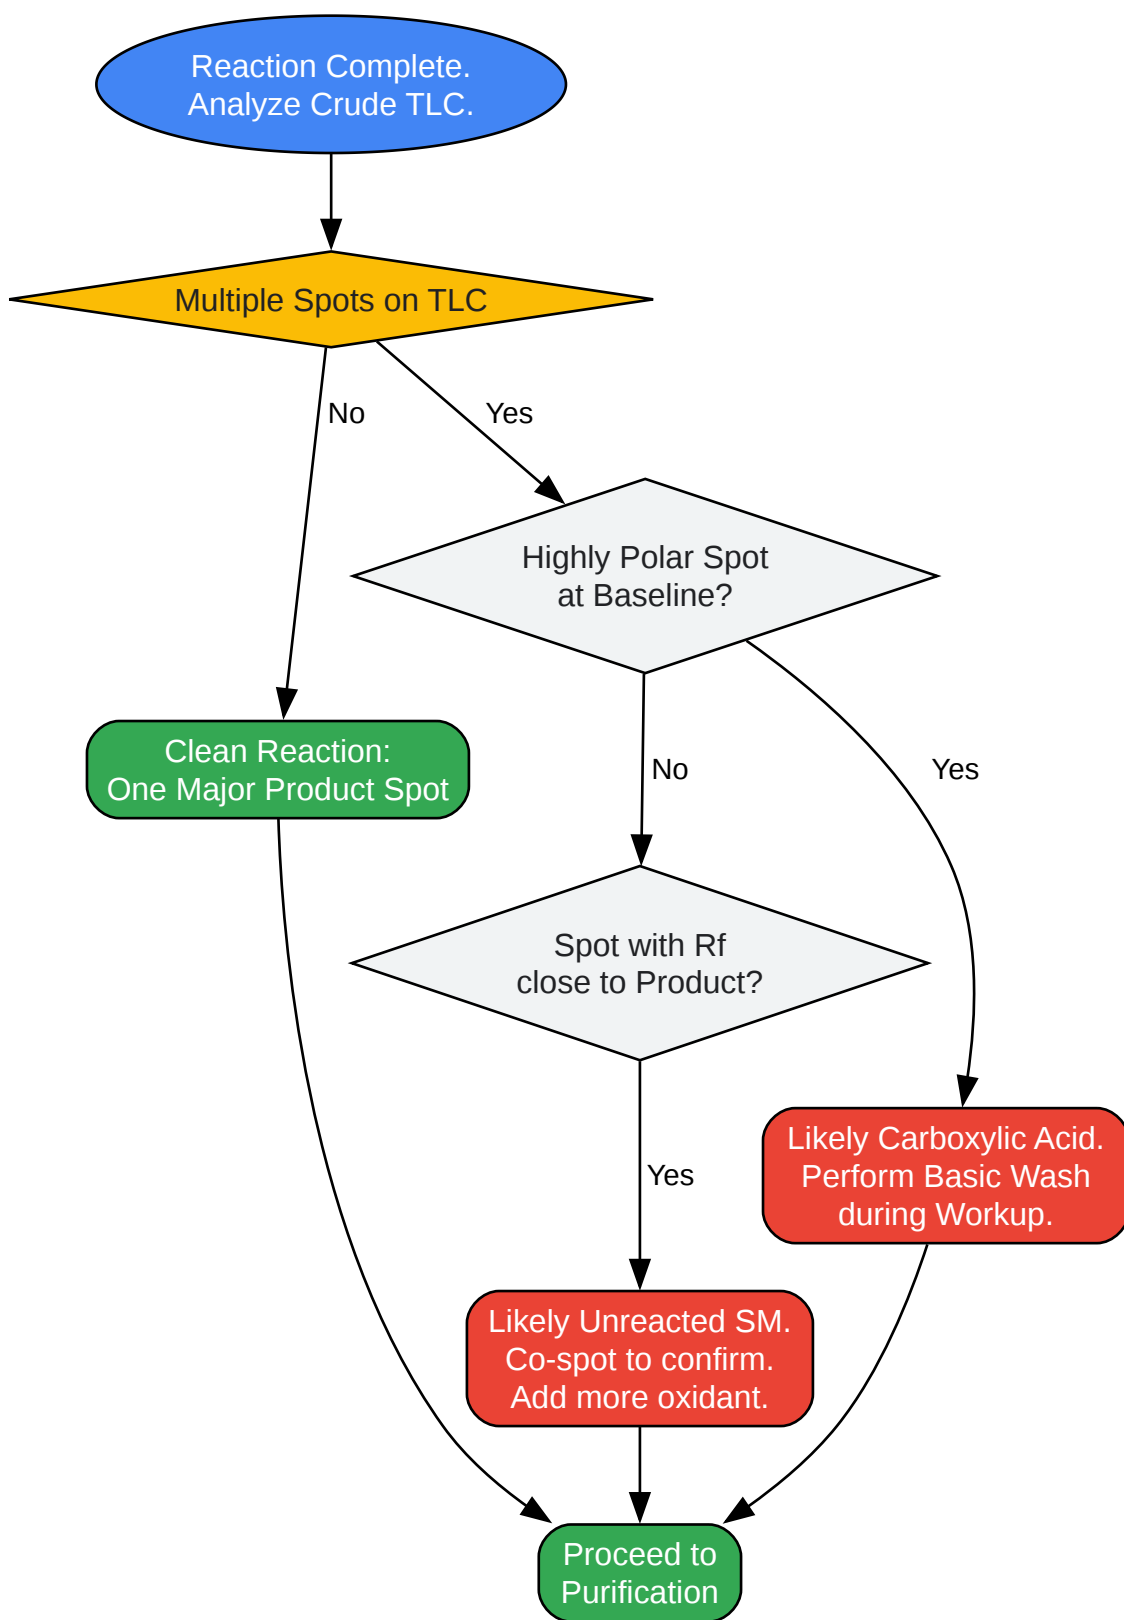 Reaction Complete.
Analyze Crude TLC.
Multiple Spots on TLC
No
Yes
Highly Polar Spot
at Baseline?
Clean Reaction:
One Major Product Spot
No
Yes
Spot with Rf
close to Product?
Likely Carboxylic Acid.
Perform Basic Wash
during Workup.
Yes
Likely Unreacted SM.
Co-spot to confirm.
Add more oxidant.
Proceed to
Purification